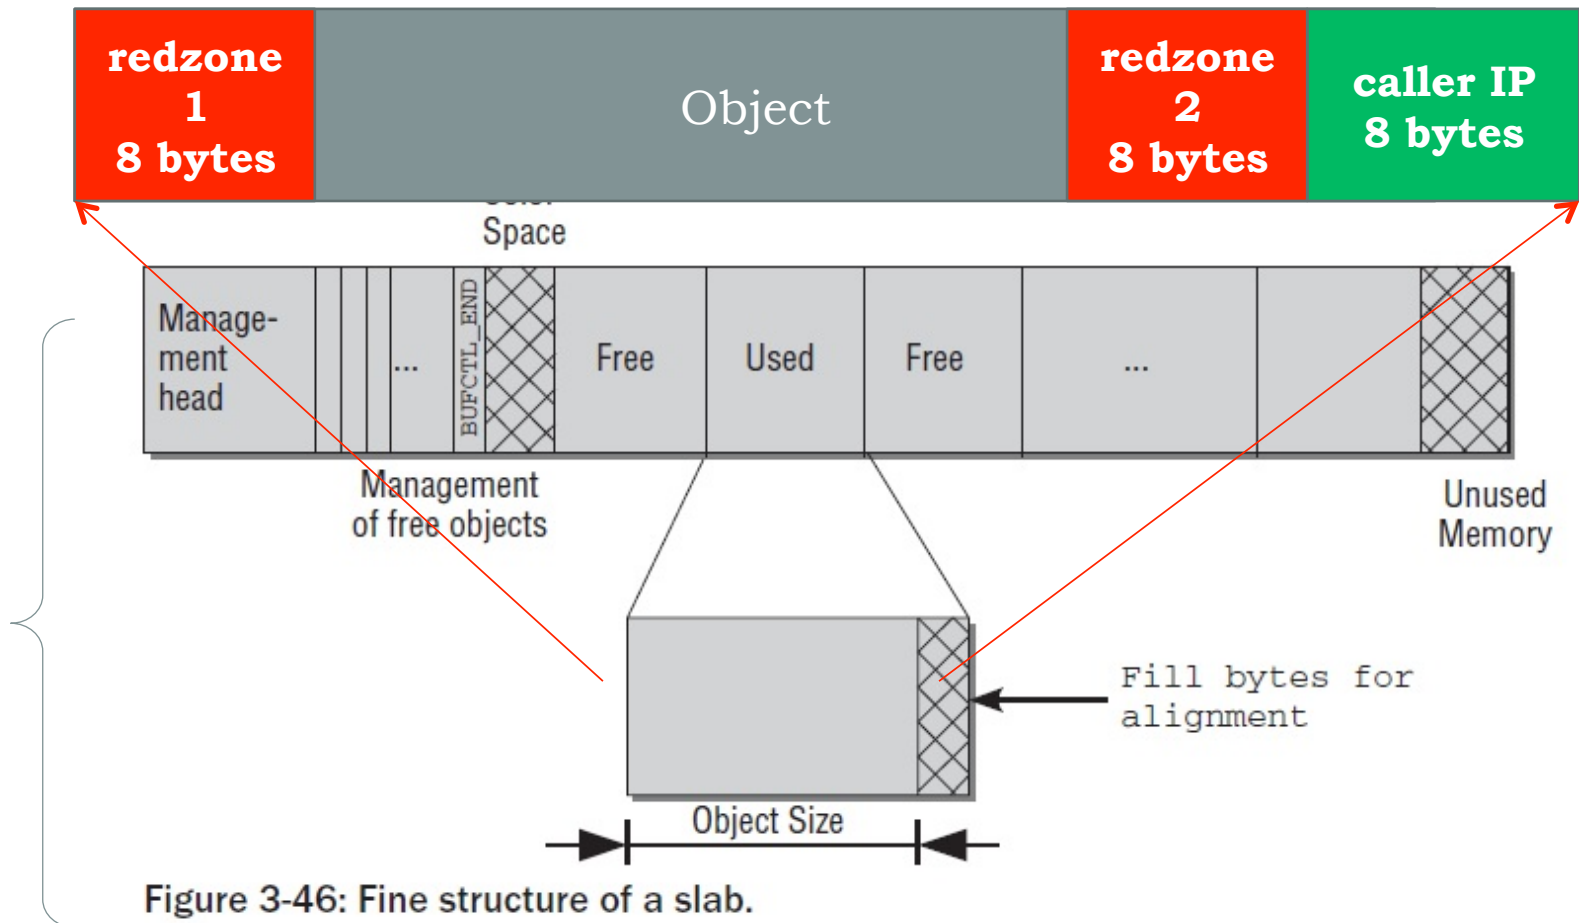 redzone
1
8 bytes
Object
redzone
2
8 bytes
caller IP
8 bytes
Space
Manage-
ment
head
...
BUFCTL_END
Free
Used
Free
...
Management
of free objects
Unused
Memory
Fill bytes for
alignment
Object Size
Figure 3-46: Fine structure of a slab.